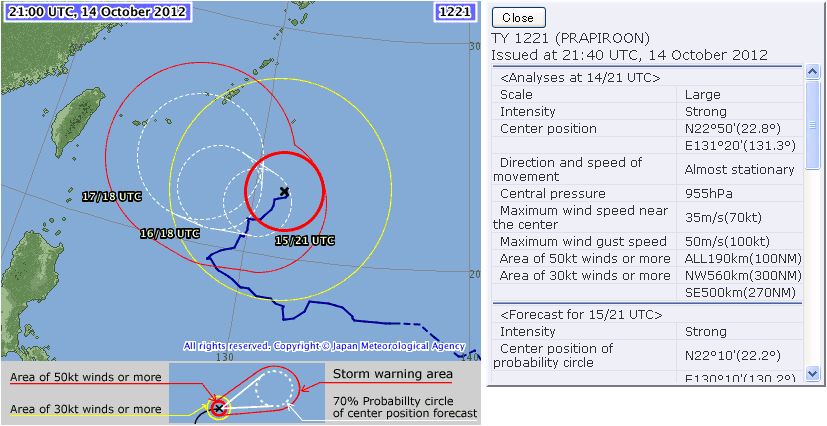 21:00 UTC, 14 October 2012
1221
30
17/18 UTC
16/18 UTC
15/21 UTC
20
All rights reserved. Copyright © Japan Meteorological Agency
130
140
Area of 50kt winds or more
Storm warning area
Area of 30kt winds or more
70% Probability circle
of center position forecast
Close
TY 1221 (PRAPIROON)
Issued at 21:40 UTC, 14 October 2012
<Analyses at 14/21 UTC>
Scale Large
Intensity Strong
Center position N22°50'(22.8°)
E131°20'(131.3°)
Direction and speed of
movement Almost stationary
Central pressure 955hPa
Maximum wind speed near
the center 35m/s(70kt)
Maximum wind gust speed 50m/s(100kt)
Area of 50kt winds or more ALL190km(100NM)
Area of 30kt winds or more NW560km(300NM)
SE500km(270NM)
<Forecast for 15/21 UTC>
Intensity Strong
Center position of
probability circle N22°10'(22.2°)
E130°10'(130.2°)